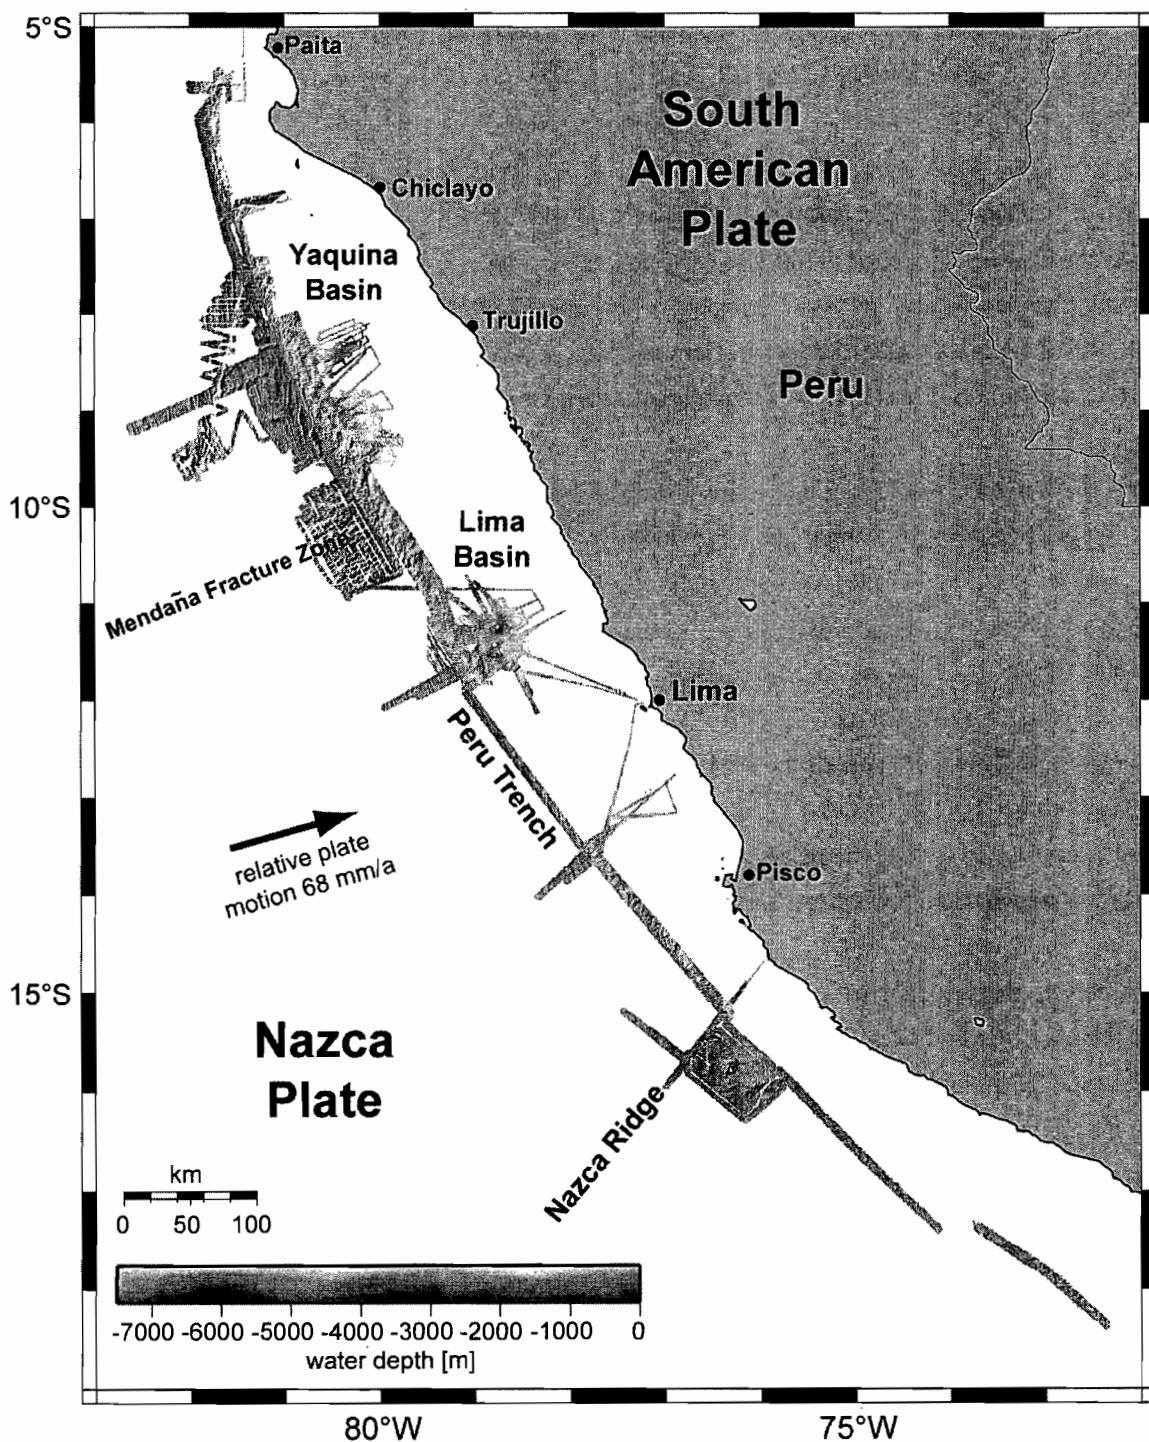 5°S
Paita
South
American
Plate
Chiclayo
Yaquina
Basin
Trujillo
Peru
10°S
Lima
Basin
Mendaña Fracture Zone
Lima
Peru Trench
relative plate
motion 68 mm/a
Pisco
15°S
Nazca
Plate
Nazca Ridge
km
0 50 100
-7000 -6000 -5000 -4000 -3000 -2000 -1000 0
water depth [m]
80°W 75°W